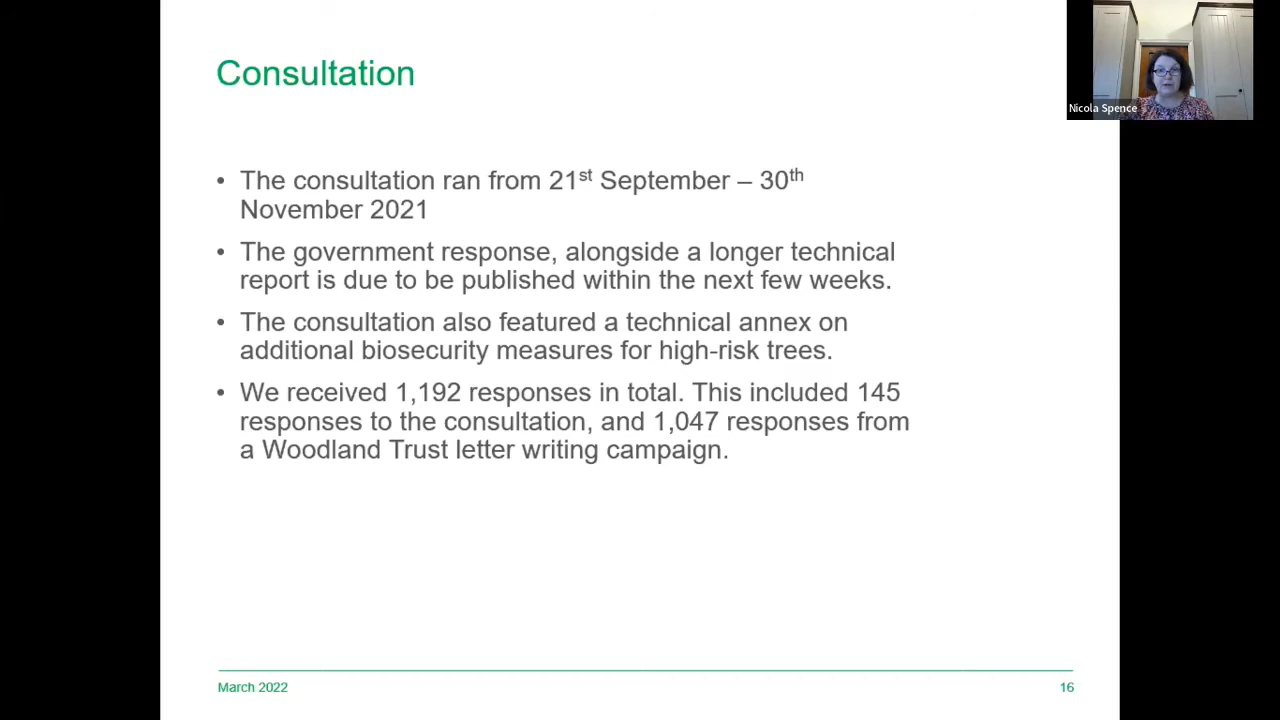 Consultation
Nicola Spence
• The consultation ran from 21st September – 30th
November 2021
• The government response, alongside a longer technical
report is due to be published within the next few weeks.
• The consultation also featured a technical annex on
additional biosecurity measures for high-risk trees.
• We received 1,192 responses in total. This included 145
responses to the consultation, and 1,047 responses from
a Woodland Trust letter writing campaign.
March 2022
16